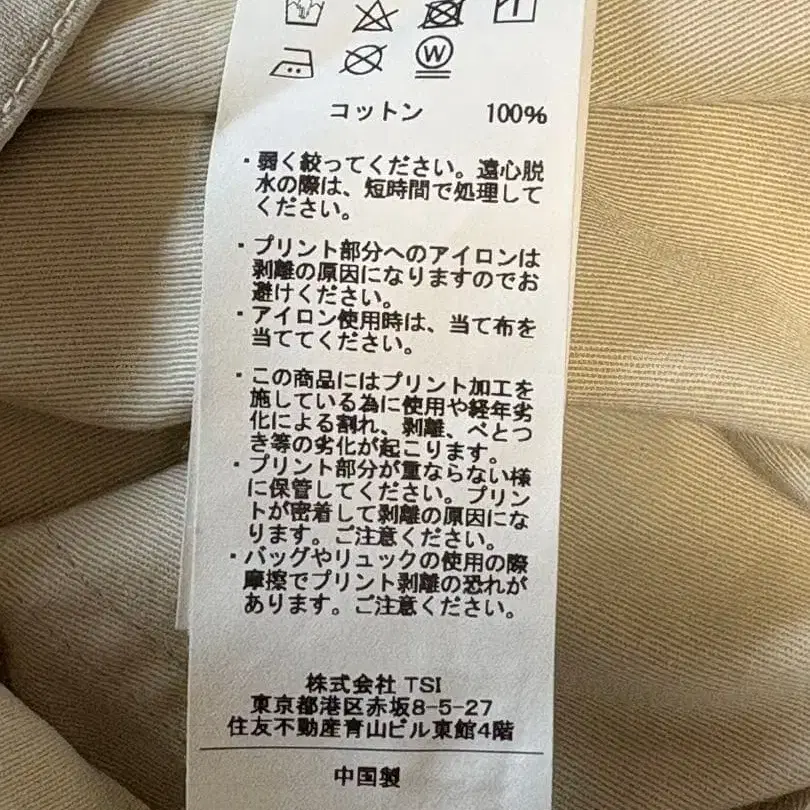 W
コットン 100%
・弱く絞ってください。遠心脱
水の際は、短時間で処理して
ください。
・プリント部分へのアイロンは
剥離の原因になりますのでお
避けください。
・アイロン使用時は、当て布を
当ててください。
・この商品にはプリント加工を
施している為に使用や経年劣
化による割れ、剥離、べとつ
き等の劣化が起こります。
・プリント部分が重ならない様
に保管してください。プリン
トが密着して剥離の原因にな
ります。ご注意ください。
・バッグやリュックの使用の際
摩擦でプリント剥離の恐れが
あります。ご注意ください。
株式会社 TSI
東京都港区赤坂8-5-27
住友不動産青山ビル東館4階
中国製